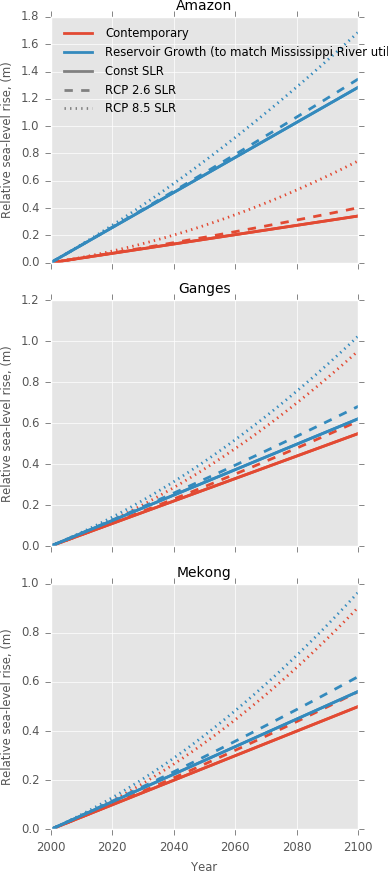 Amazon
1.8
1.6
1.4
1.2
1.0
0.8
0.6
0.4
0.2
0.0
Relative sea-level rise, (m)
Contemporary
Reservoir Growth (to match Mississippi River util
Const SLR
RCP 2.6 SLR
RCP 8.5 SLR
Ganges
1.2
1.0
0.8
0.6
0.4
0.2
0.0
Relative sea-level rise, (m)
Mekong
1.0
0.8
0.6
0.4
0.2
0.0
Relative sea-level rise, (m)
2000 2020 2040 2060 2080 2100
Year